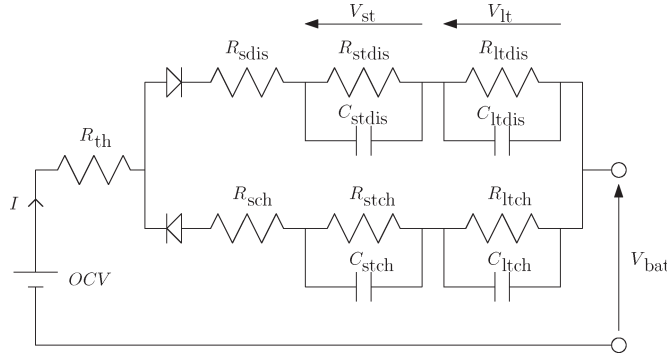 V_st V_lt
R_sdis R_stdis R_ltdis
C_stdis C_ltdis
R_th
R_sch R_stch R_ltch
I
C_stch C_ltch
OCV
V_bat